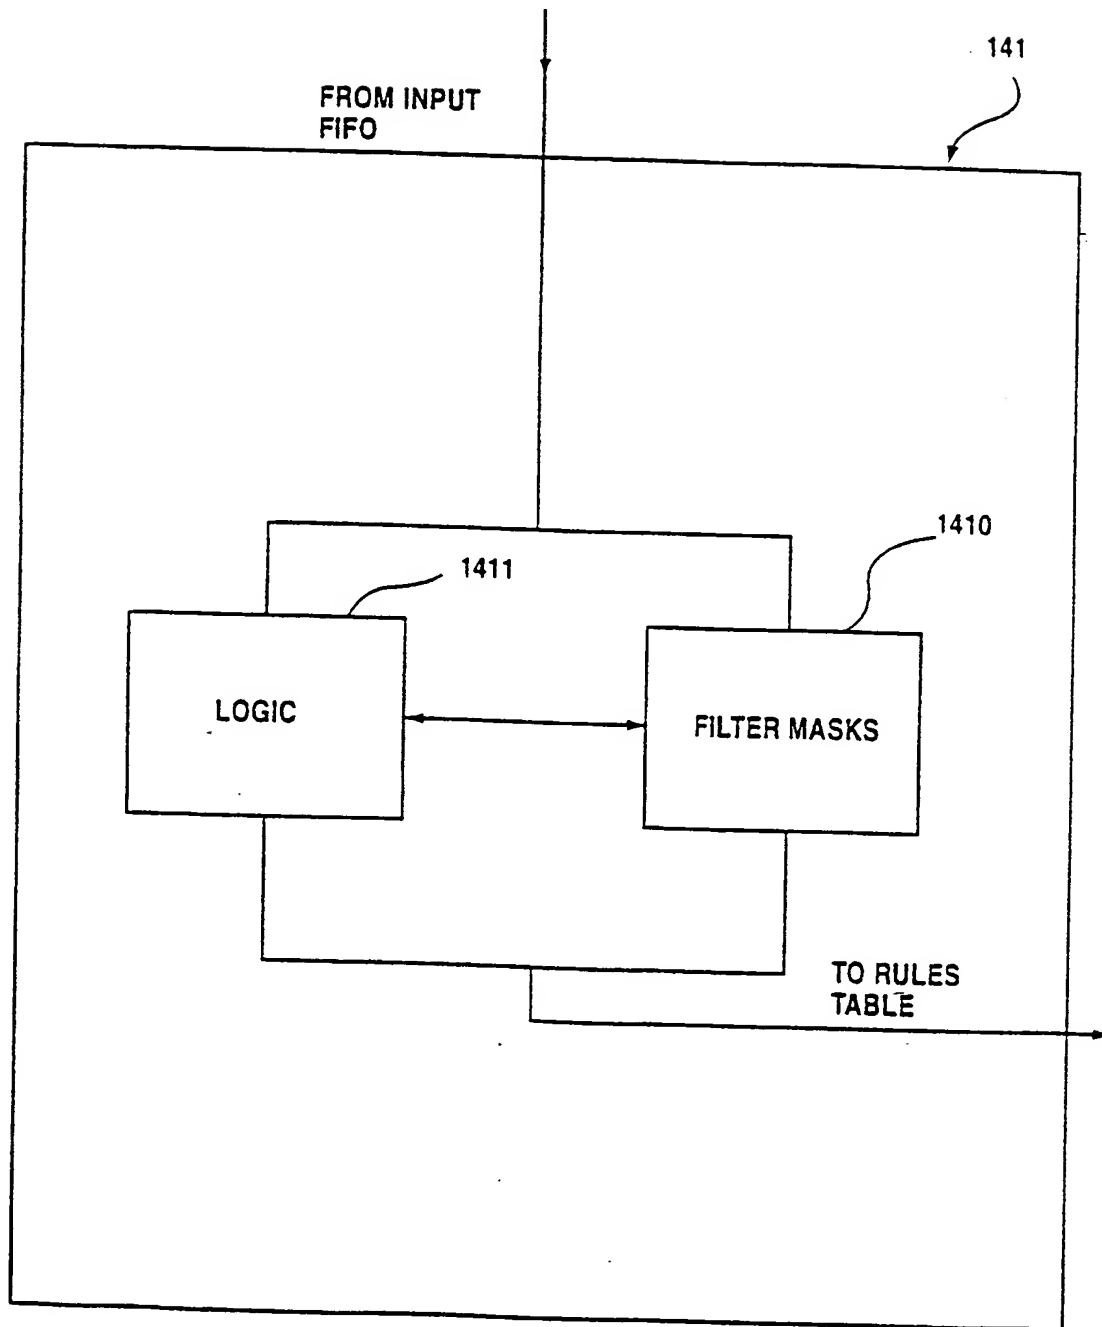 141
FROM INPUT
FIFO
1410
1411
LOGIC
FILTER MASKS
TO RULES
TABLE